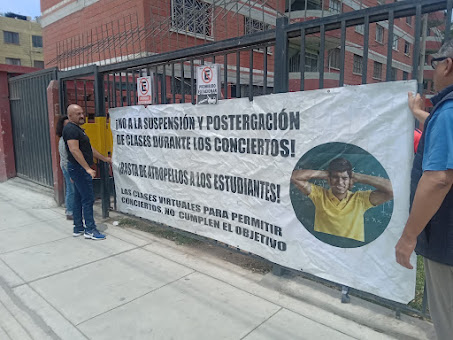 ¡NO A LA SUSPENSIÓN Y POSTERGACIÓN
DE CLASES DURANTE LOS CONCIERTOS!
¡BASTA DE ATROPELLOS A LOS ESTUDIANTES!
LAS CLASES VIRTUALES PARA PERMITIR
CONCIERTOS, NO CUMPLEN EL OBJETIVO
E
E